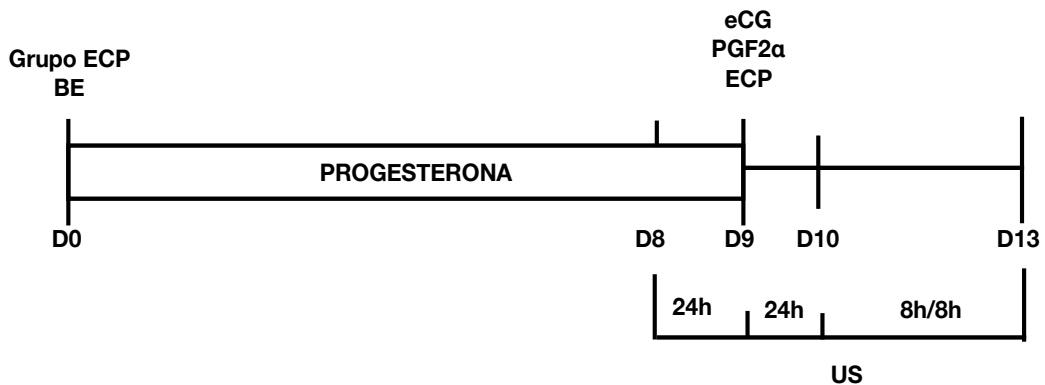 eCG
PGF2α
ECP
Grupo ECP
BE
PROGESTERONA
D0
D8
D9
D10
D13
24h
24h
8h/8h
US